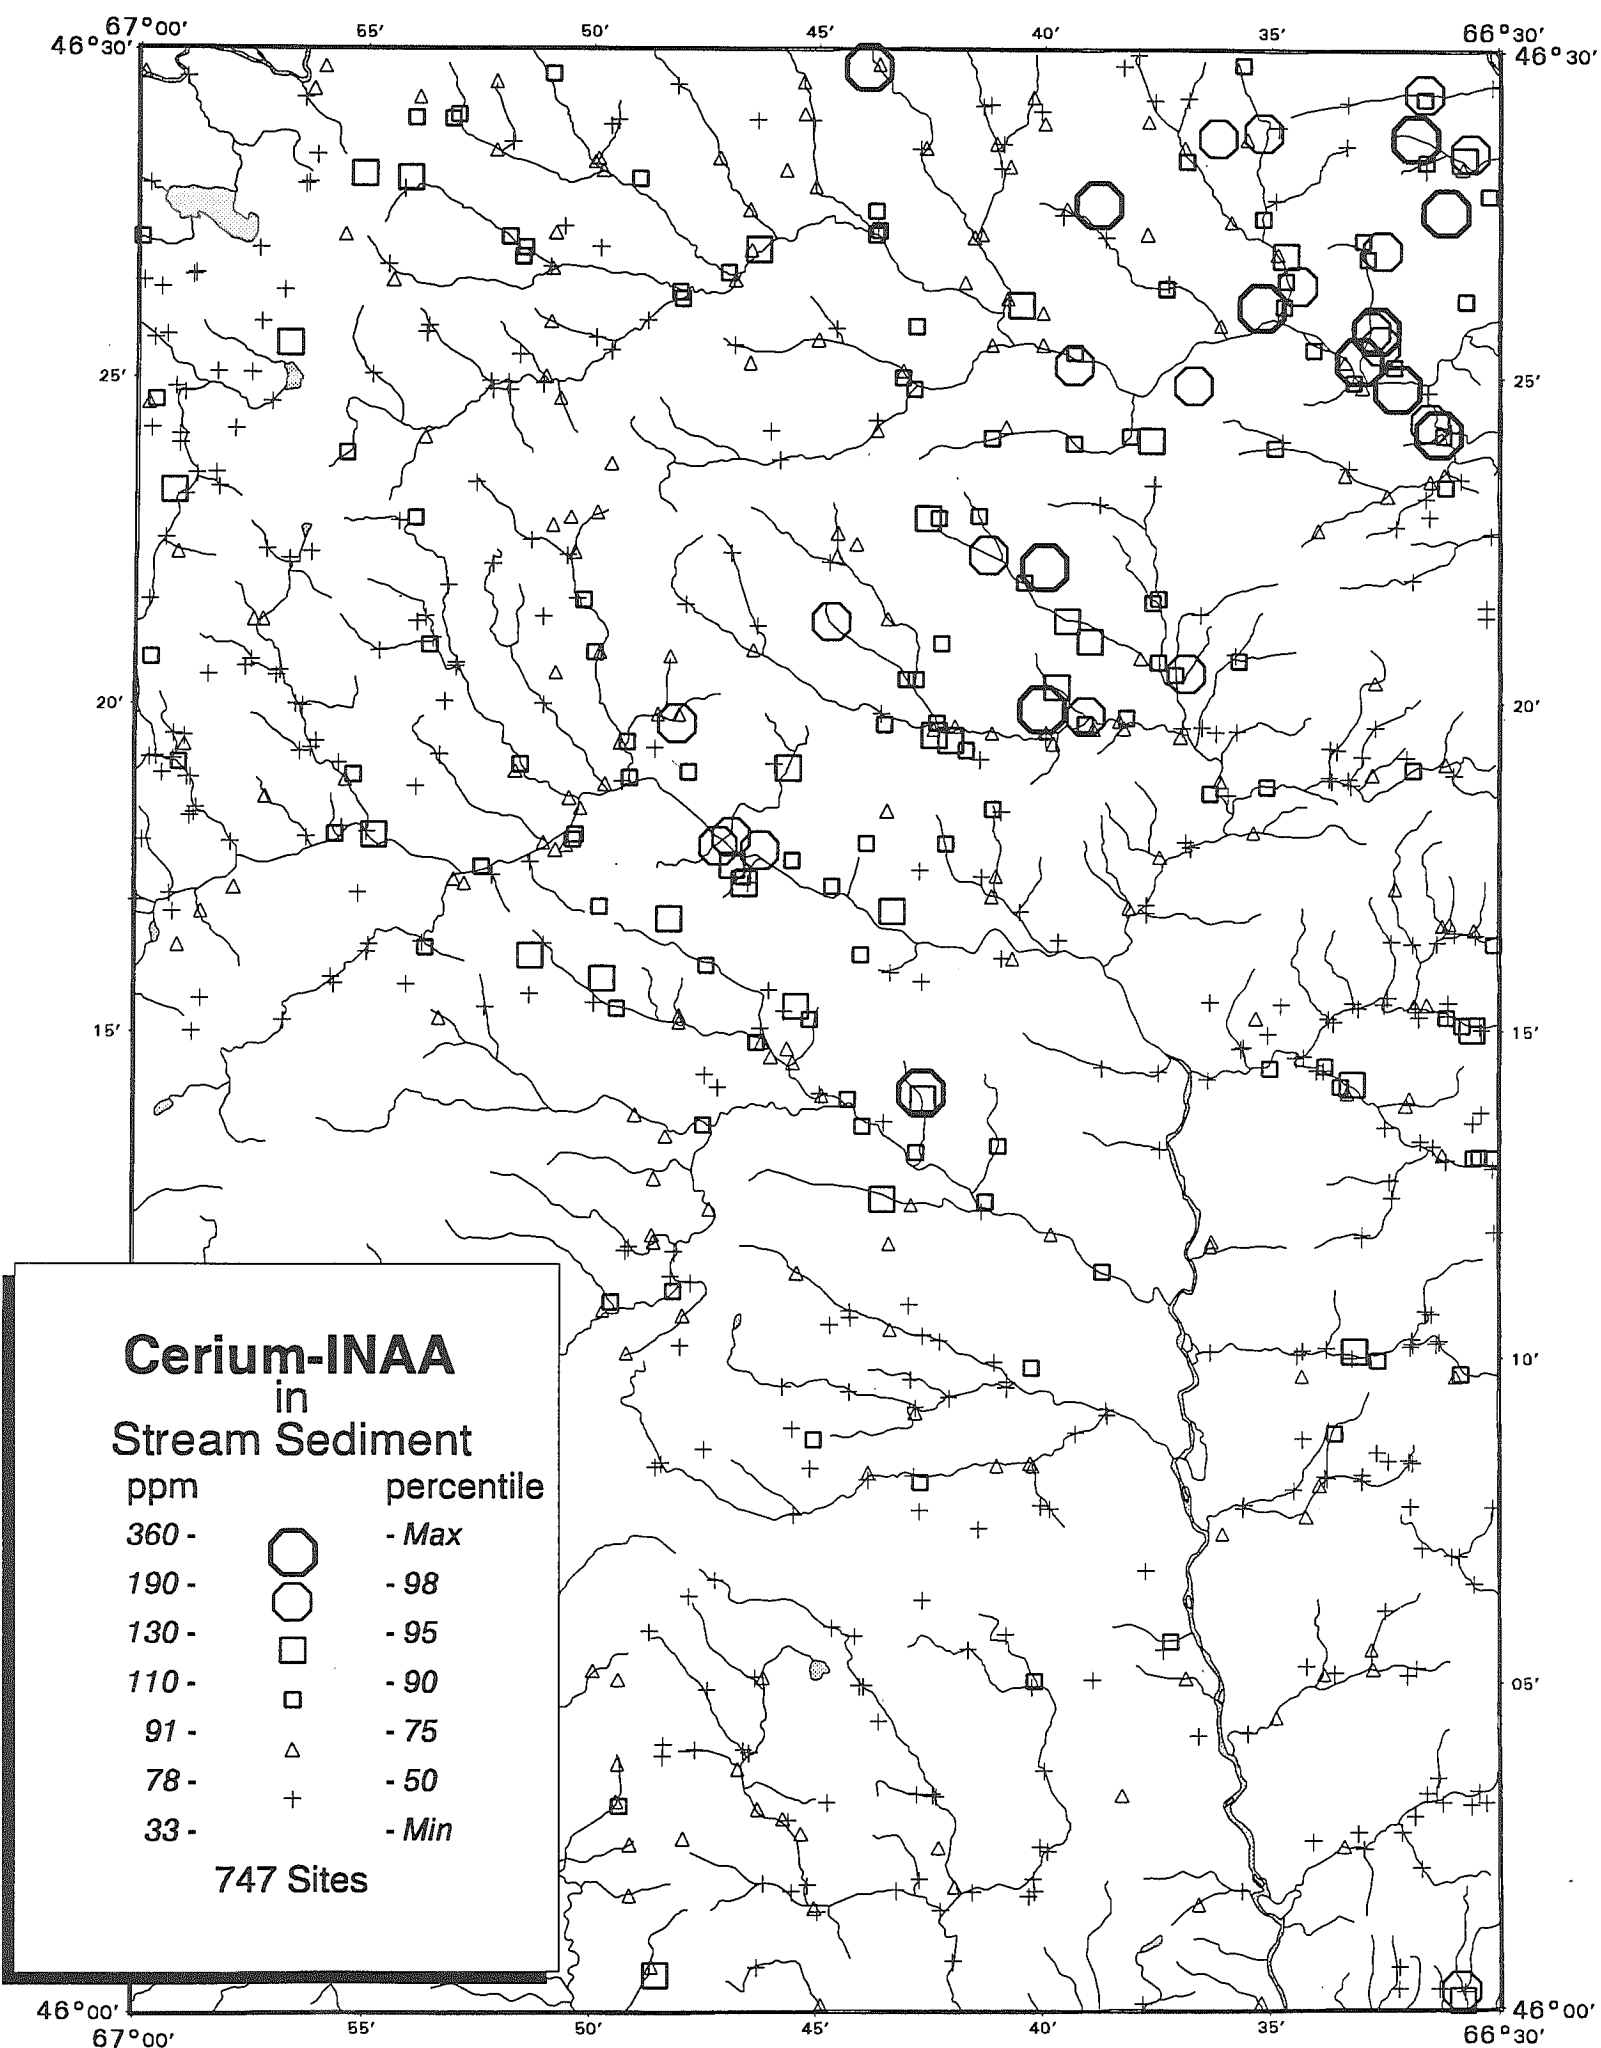 67°00′ 55′ 50′ 45′ 40′ 35′ 66°30′
46°30′ 46°30′
25′ 25′
20′ 20′
15′ 15′
10′
05′
Cerium-INAA
in
Stream Sediment
ppm percentile
360 - - Max
190 - - 98
130 - - 95
110 - - 90
91 - - 75
78 - - 50
33 - - Min
747 Sites
46°00′ 46°00′
67°00′ 55′ 50′ 45′ 40′ 35′ 66°30′